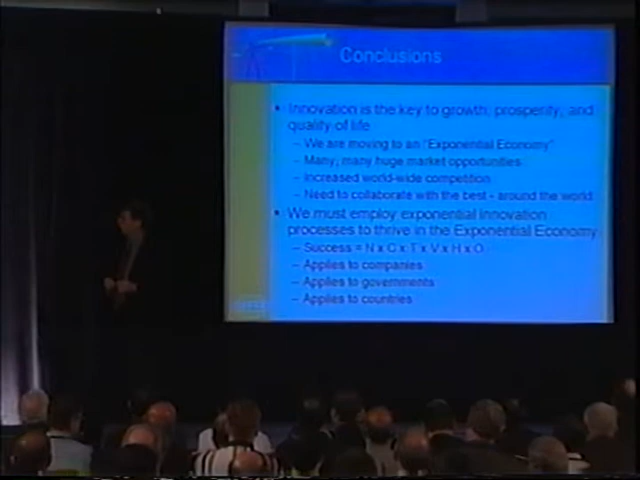 Conclusions
• Innovation is the key to growth, prosperity, and
quality of life
– We are moving to an "Exponential Economy"
– Many, many huge market opportunities
– Increased world-wide competition
– Need to collaborate with the best - around the world
• We must employ exponential innovation
processes to thrive in the Exponential Economy
– Success = N x C x T x V x H x O
– Applies to companies
– Applies to governments
– Applies to countries